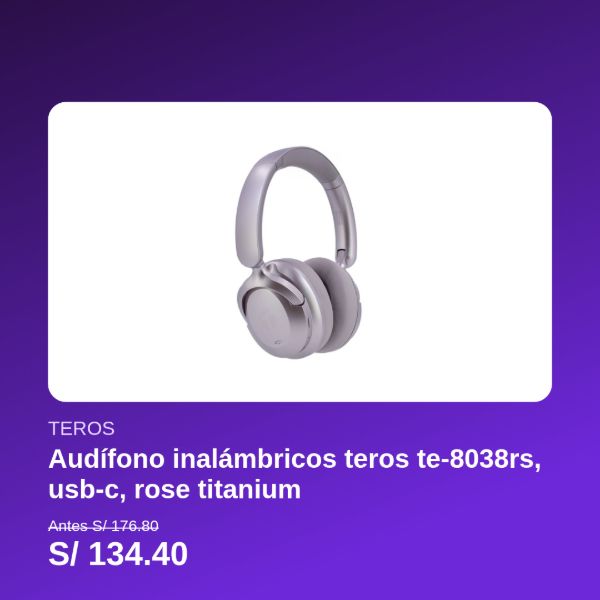 TEROS
Audífono inalámbricos teros te-8038rs,
usb-c, rose titanium
Antes S/ 176.80
S/ 134.40